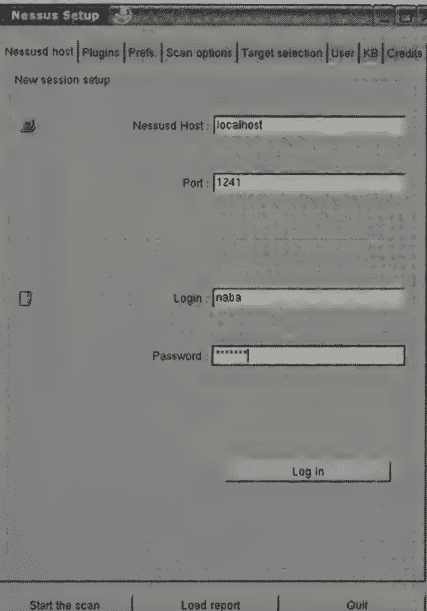 Nessus Setup
Nessusd host Plugins Prefs. Scan options Target selection User KB Credits
New session setup
Nessusd Host : localhost
Port : 1241
Login : naba
Password : *******
Log in
Start the scan Load report Quit